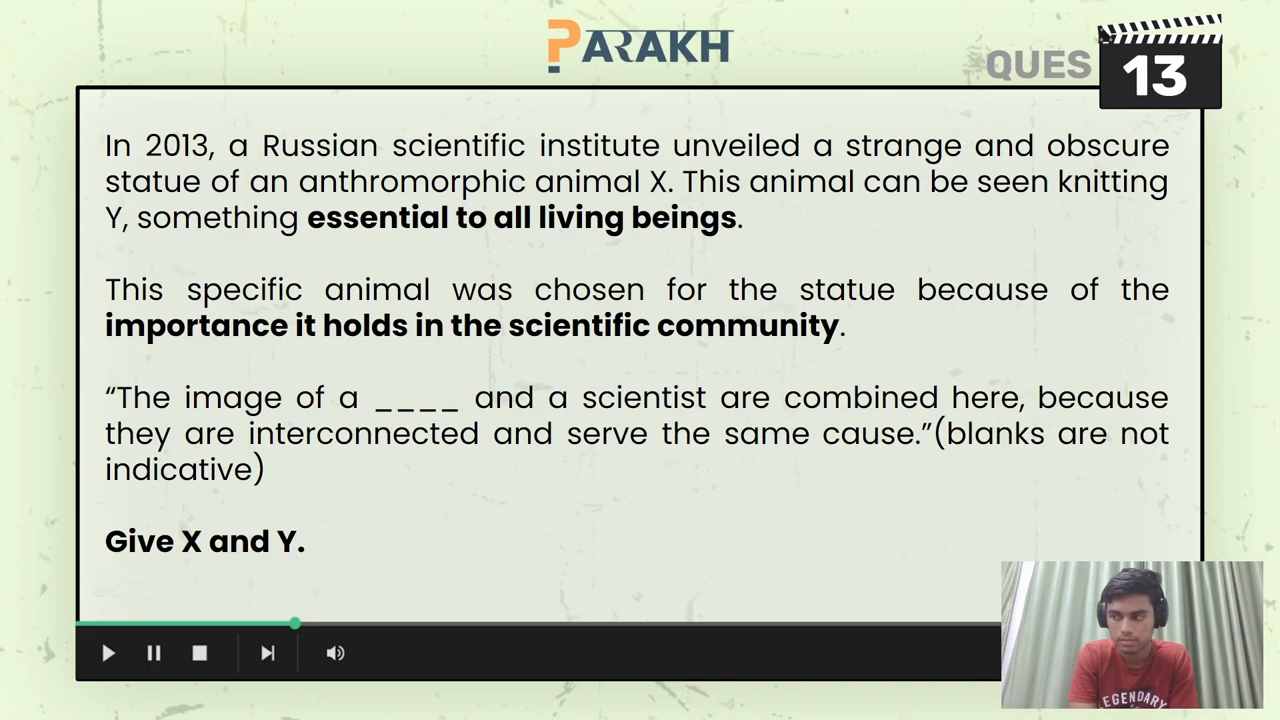 PARAKH
QUES 13
In 2013, a Russian scientific institute unveiled a strange and obscure
statue of an anthromorphic animal X. This animal can be seen knitting
Y, something essential to all living beings.
This specific animal was chosen for the statue because of the
importance it holds in the scientific community.
“The image of a ____ and a scientist are combined here, because
they are interconnected and serve the same cause.”(blanks are not
indicative)
Give X and Y.
LEGENDARY